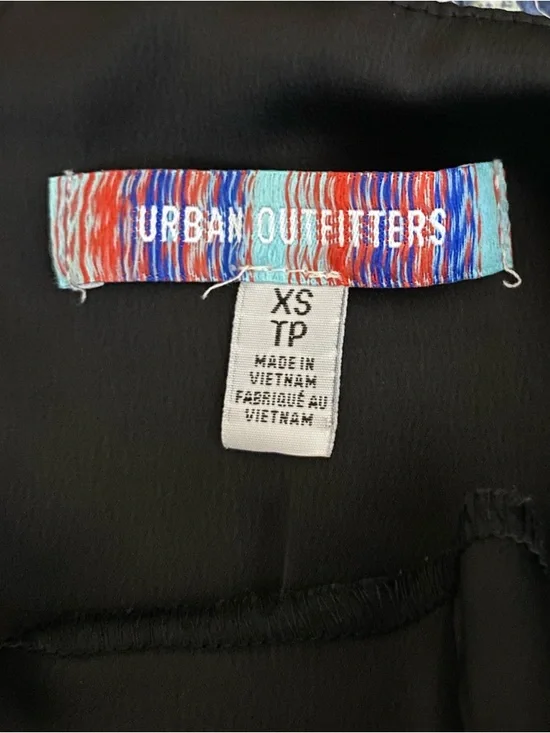 URBAN OUTFITTERS
XS
TP
MADE IN
VIETNAM
FABRIQUÉ AU
VIETNAM